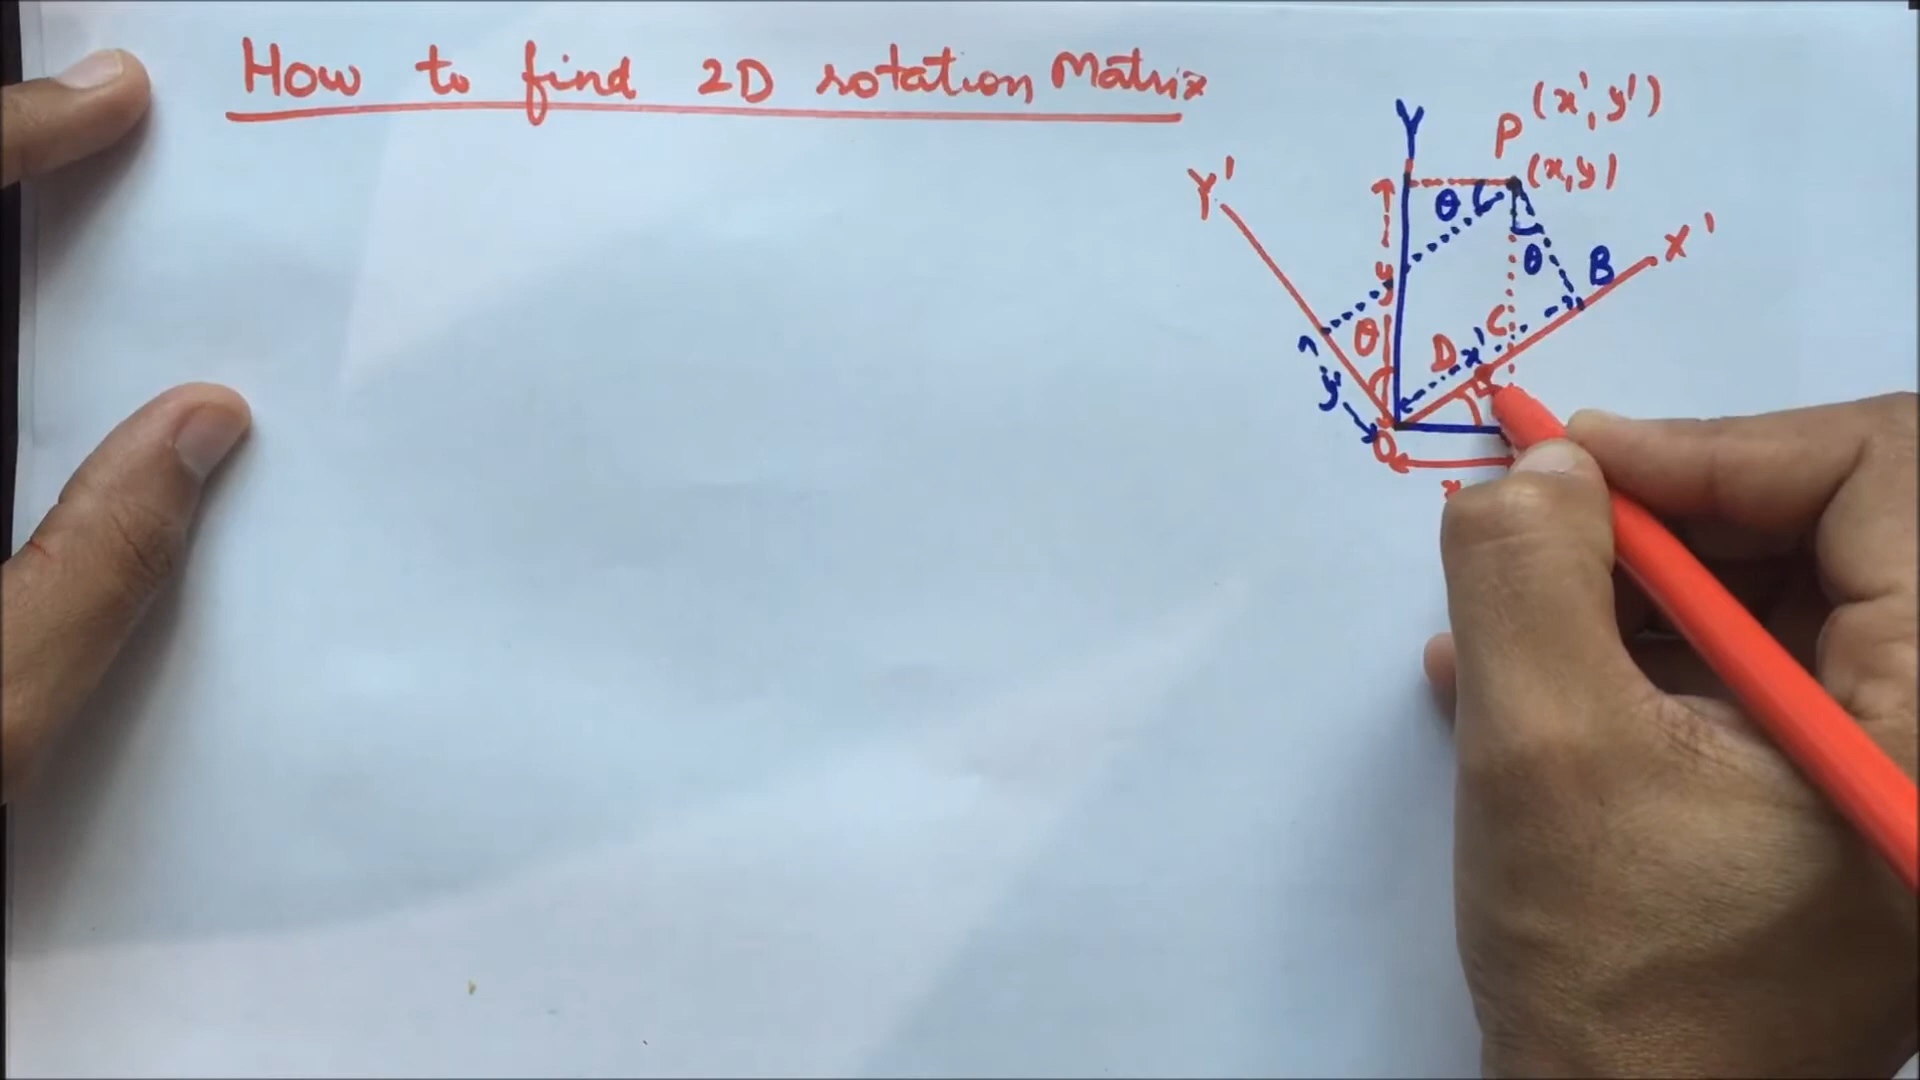 How to find 2D rotation Matrix
Y
P (x', y')
(x, y)
Y'
θ
X'
θ
B
y
θ
C
D
x'
y'
O
x